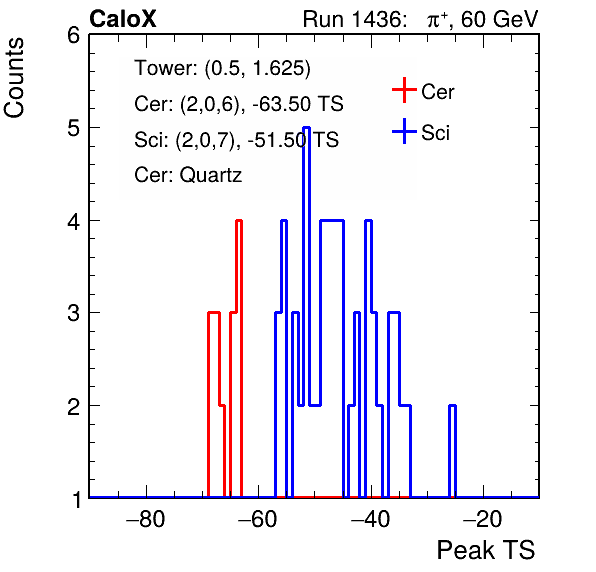 CaloX Run 1436: π⁺, 60 GeV
Counts
6
Tower: (0.5, 1.625)
Cer: (2,0,6), -63.50 TS
Sci: (2,0,7), -51.50 TS
Cer: Quartz
Cer
Sci
5
4
3
2
1
−80 −60 −40 −20
Peak TS